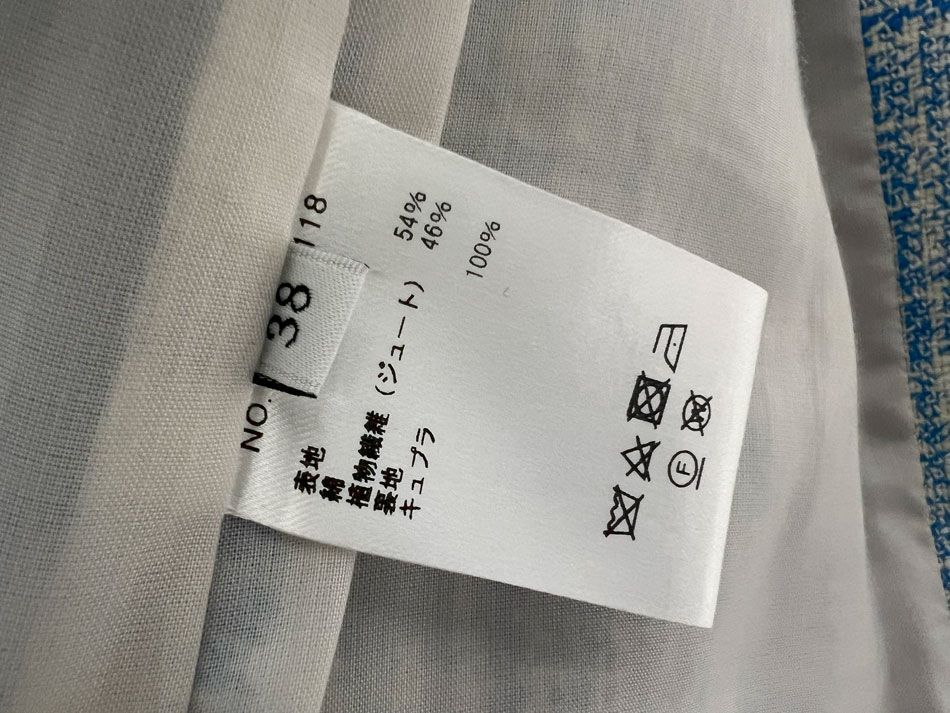 NO. 118
38
表地
綿 54%
植物繊維(ジュート) 46%
裏地
キュプラ 100%
F
W